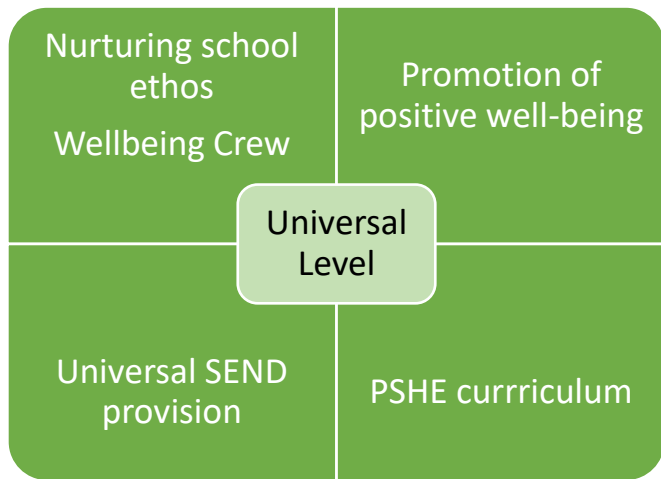 Nurturing school
ethos
Wellbeing Crew
Promotion of
positive well-being
Universal
Level
Universal SEND
provision
PSHE currriculum